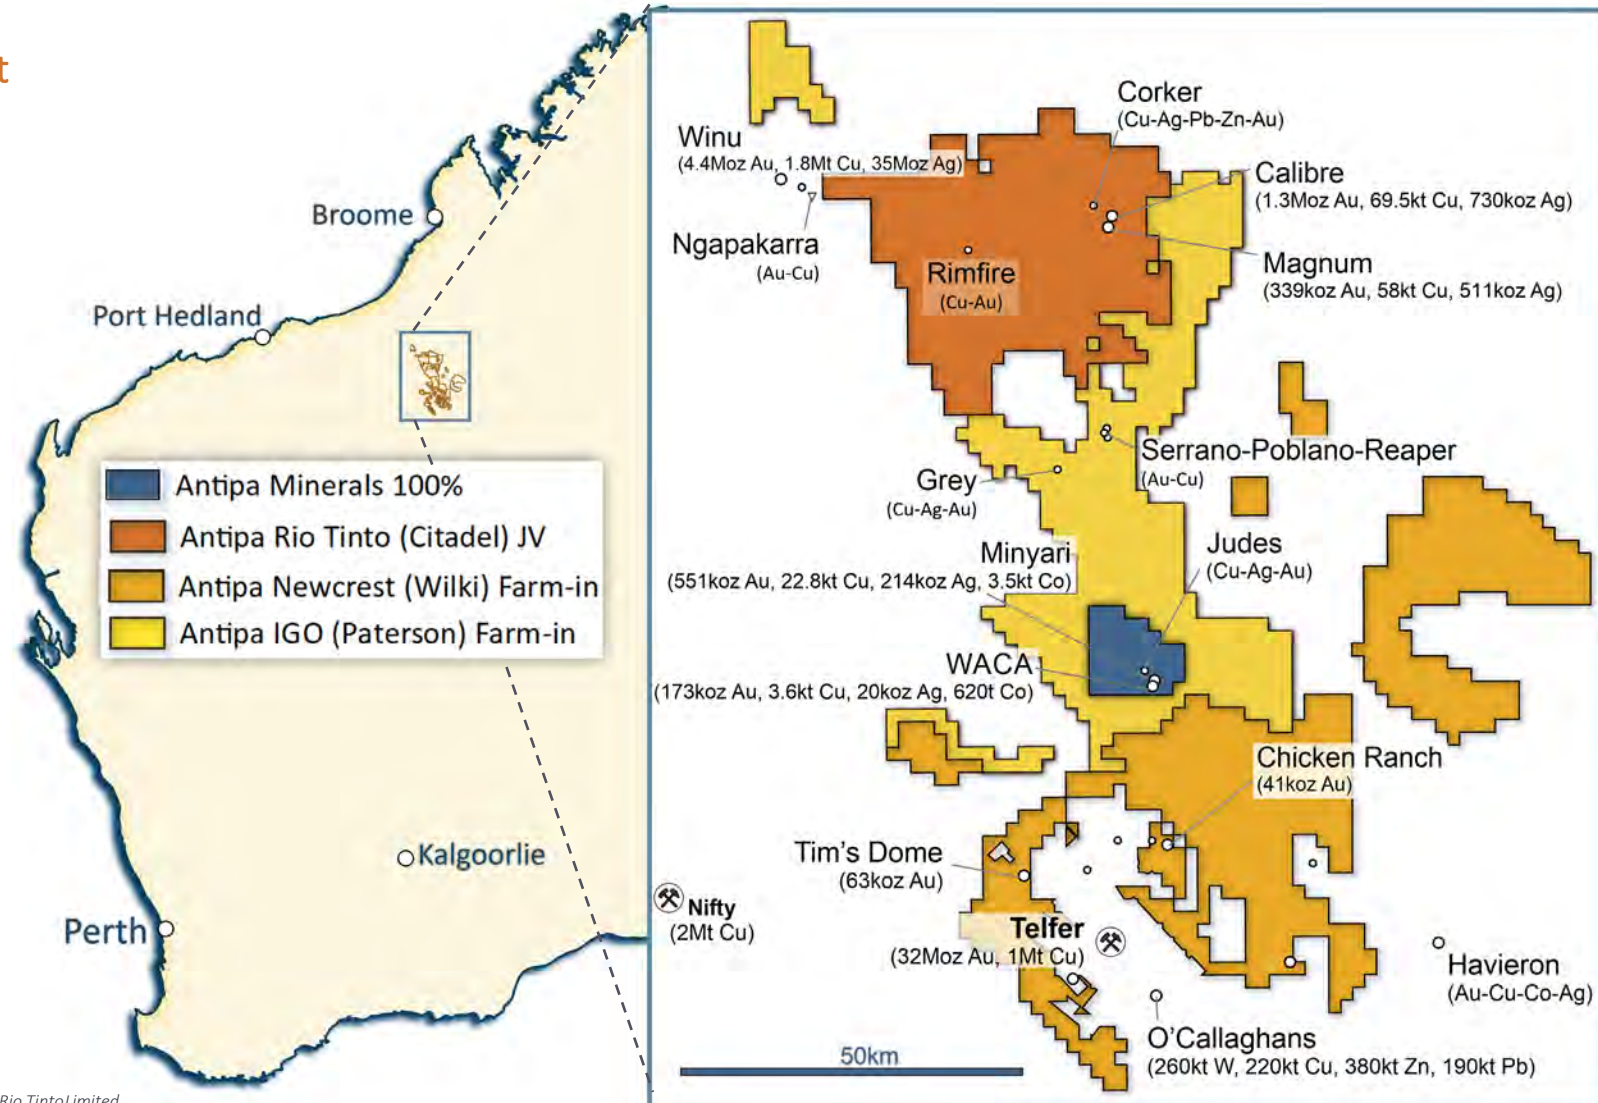 t
Broome
Port Hedland
Antipa Minerals 100%
Antipa Rio Tinto (Citadel) JV
Antipa Newcrest (Wilki) Farm-in
Antipa IGO (Paterson) Farm-in
Kalgoorlie
Perth
Rio Tinto Limited
Corker
(Cu-Ag-Pb-Zn-Au)
Winu
(4.4Moz Au, 1.8Mt Cu, 35Moz Ag)
Calibre
(1.3Moz Au, 69.5kt Cu, 730koz Ag)
Ngapakarra
(Au-Cu)
Rimfire
(Cu-Au)
Magnum
(339koz Au, 58kt Cu, 511koz Ag)
Serrano-Poblano-Reaper
(Au-Cu)
Grey
(Cu-Ag-Au)
Minyari
(551koz Au, 22.8kt Cu, 214koz Ag, 3.5kt Co)
Judes
(Cu-Ag-Au)
WACA
(173koz Au, 3.6kt Cu, 20koz Ag, 620t Co)
Chicken Ranch
(41koz Au)
Tim's Dome
(63koz Au)
Nifty
(2Mt Cu)
Telfer
(32Moz Au, 1Mt Cu)
Havieron
(Au-Cu-Co-Ag)
O'Callaghans
(260kt W, 220kt Cu, 380kt Zn, 190kt Pb)
50km